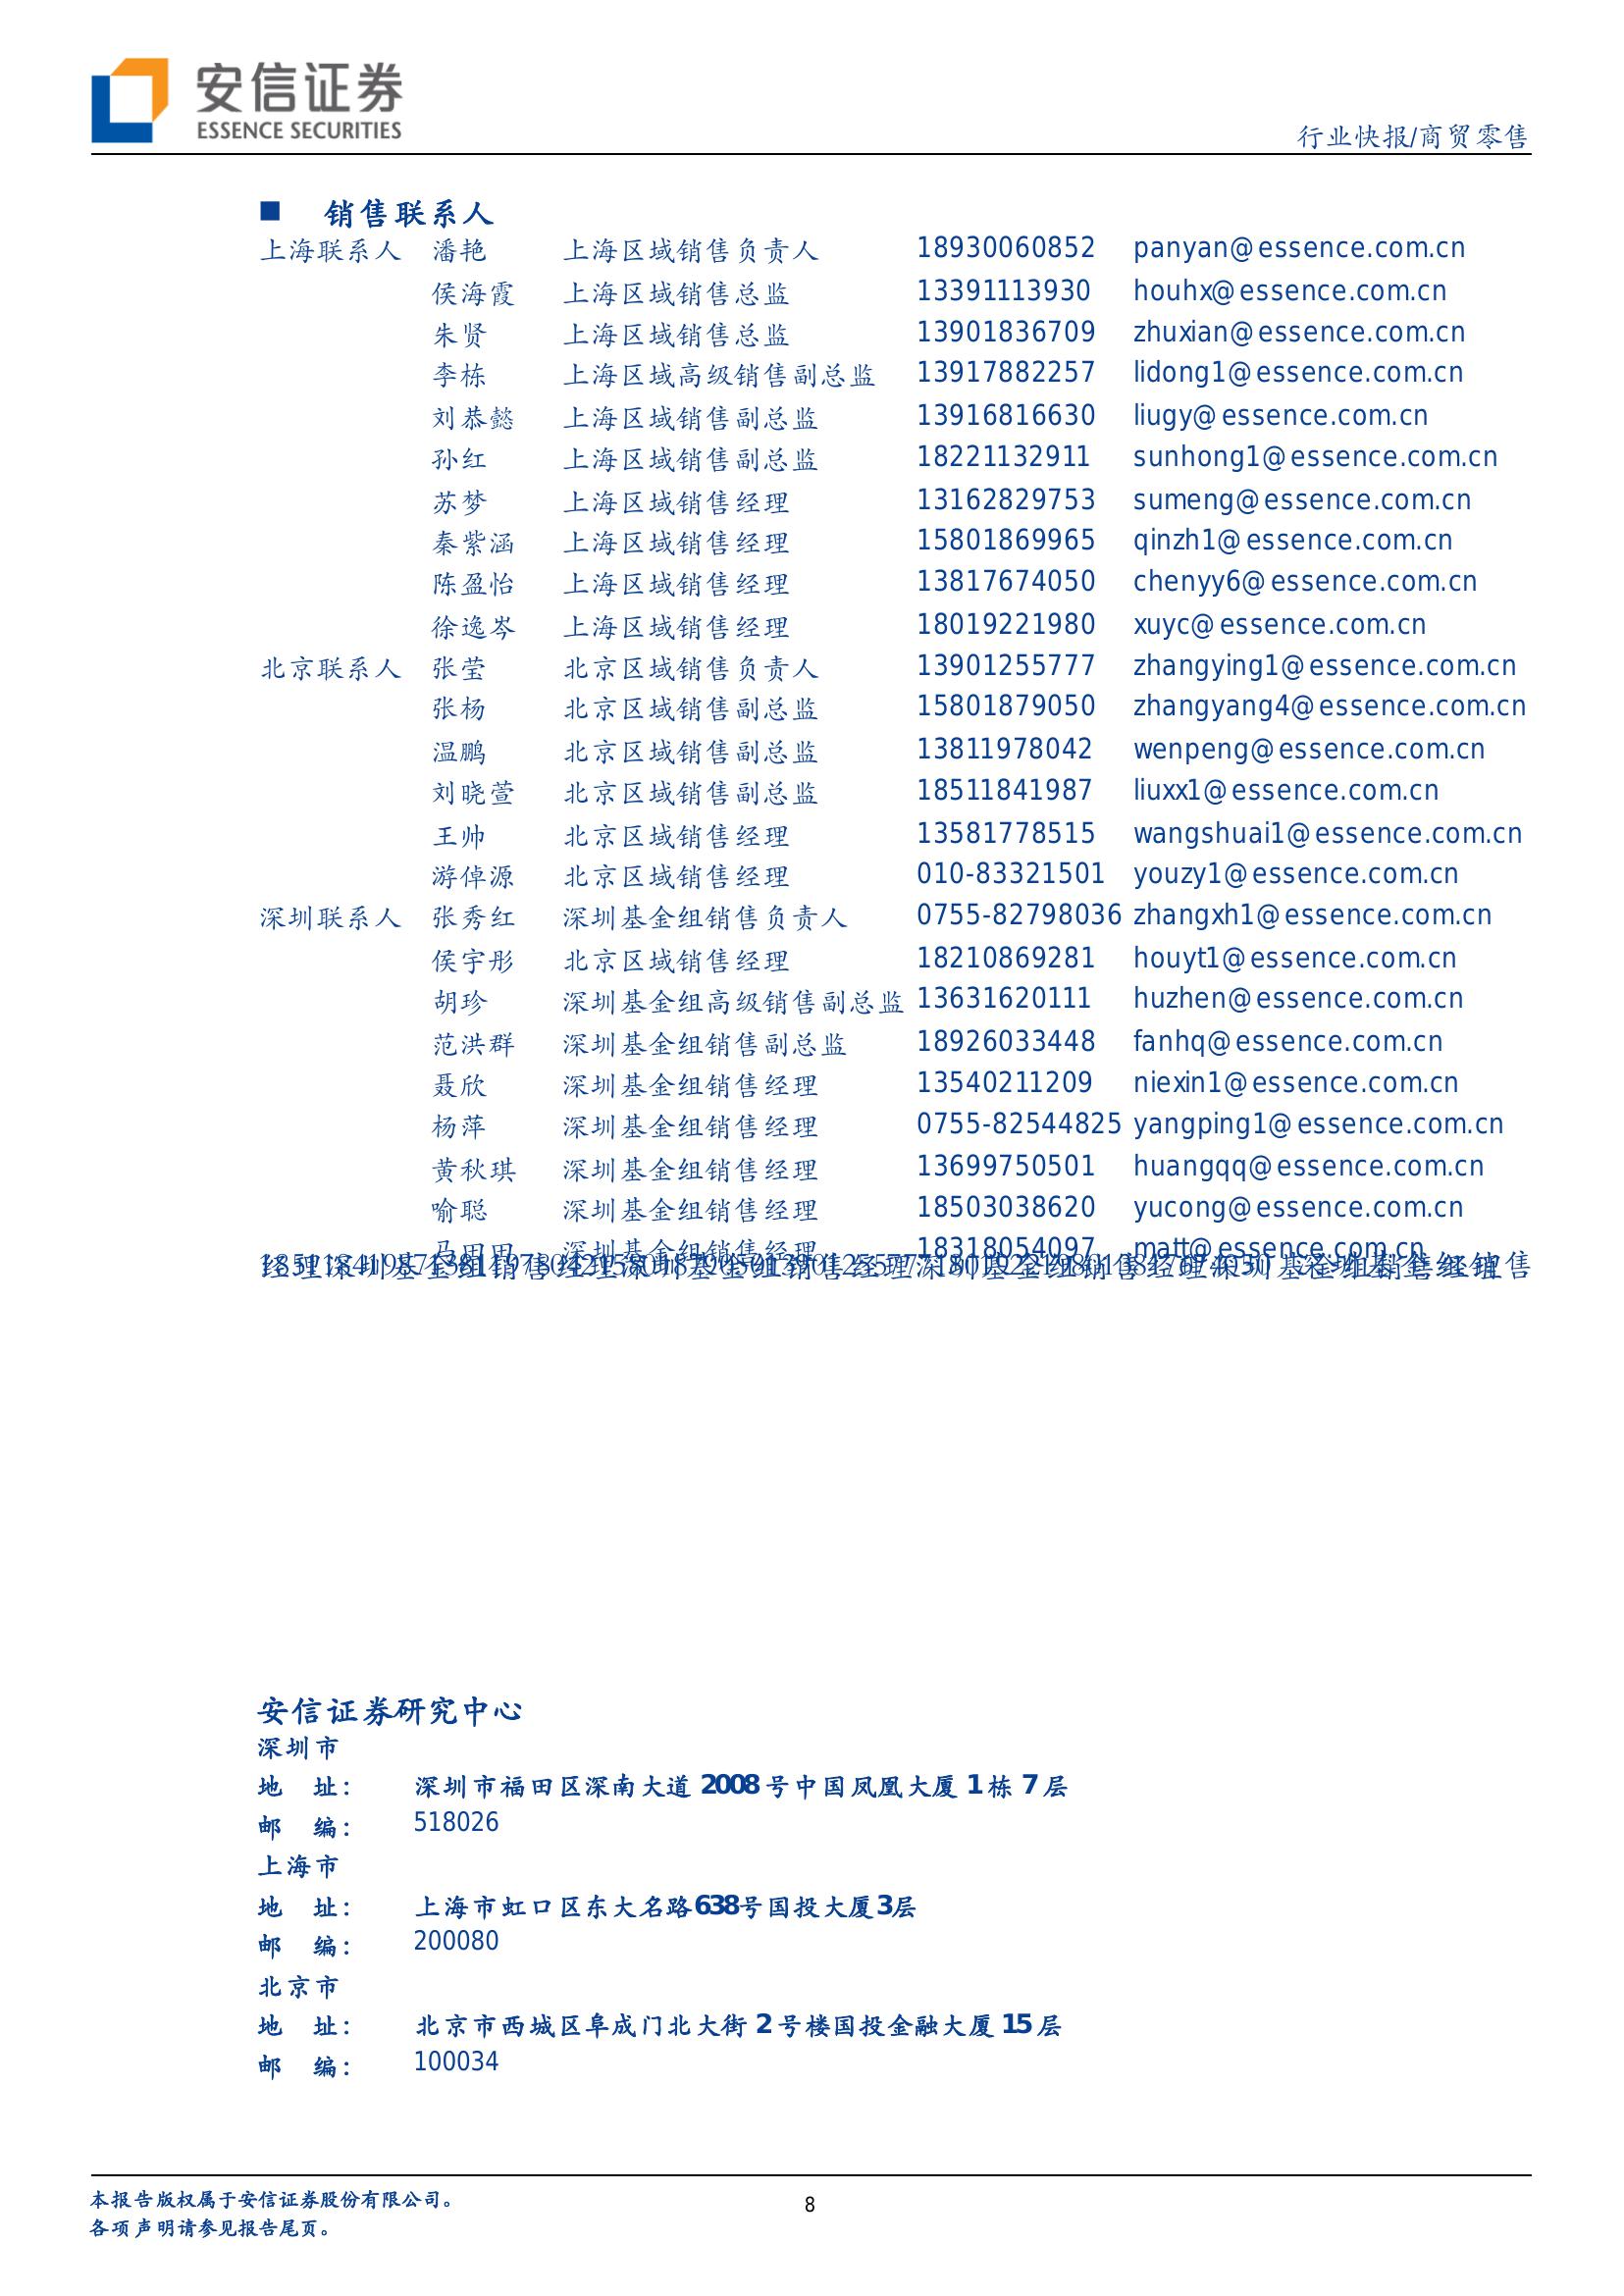 安信证券
ESSENCE SECURITIES
行业快报/商贸零售
■ 销售联系人
上海联系人 潘艳 上海区域销售负责人 18930060852 panyan@essence.com.cn
侯海霞 上海区域销售总监 13391113930 houhx@essence.com.cn
朱贤 上海区域销售总监 13901836709 zhuxian@essence.com.cn
李栋 上海区域高级销售副总监 13917882257 lidong1@essence.com.cn
刘恭懿 上海区域销售副总监 13916816630 liugy@essence.com.cn
孙红 上海区域销售副总监 18221132911 sunhong1@essence.com.cn
苏梦 上海区域销售经理 13162829753 sumeng@essence.com.cn
秦紫涵 上海区域销售经理 15801869965 qinzh1@essence.com.cn
陈盈怡 上海区域销售经理 13817674050 chenyy6@essence.com.cn
徐逸岑 上海区域销售经理 18019221980 xuyc@essence.com.cn
北京联系人 张莹 北京区域销售负责人 13901255777 zhangying1@essence.com.cn
张杨 北京区域销售副总监 15801879050 zhangyang4@essence.com.cn
温鹏 北京区域销售副总监 13811978042 wenpeng@essence.com.cn
刘晓萱 北京区域销售副总监 18511841987 liuxx1@essence.com.cn
王帅 北京区域销售经理 13581778515 wangshuai1@essence.com.cn
游倬源 北京区域销售经理 010-83321501 youzy1@essence.com.cn
深圳联系人 张秀红 深圳基金组销售负责人 0755-82798036 zhangxh1@essence.com.cn
侯宇彤 北京区域销售经理 18210869281 houyt1@essence.com.cn
胡珍 深圳基金组高级销售副总监 13631620111 huzhen@essence.com.cn
范洪群 深圳基金组销售副总监 18926033448 fanhq@essence.com.cn
聂欣 深圳基金组销售经理 13540211209 niexin1@essence.com.cn
杨萍 深圳基金组销售经理 0755-82544825 yangping1@essence.com.cn
黄秋琪 深圳基金组销售经理 13699750501 huangqq@essence.com.cn
喻聪 深圳基金组销售经理 18503038620 yucong@essence.com.cn
马田田 深圳基金组销售经理 18318054097 matt@essence.com.cn
安信证券研究中心
深圳市
地 址： 深圳市福田区深南大道 2008 号中国凤凰大厦 1 栋 7 层
邮 编： 518026
上海市
地 址： 上海市虹口区东大名路638号国投大厦3层
邮 编： 200080
北京市
地 址： 北京市西城区阜成门北大街 2 号楼国投金融大厦 15 层
邮 编： 100034
本报告版权属于安信证券股份有限公司。
8
各项声明请参见报告尾页。